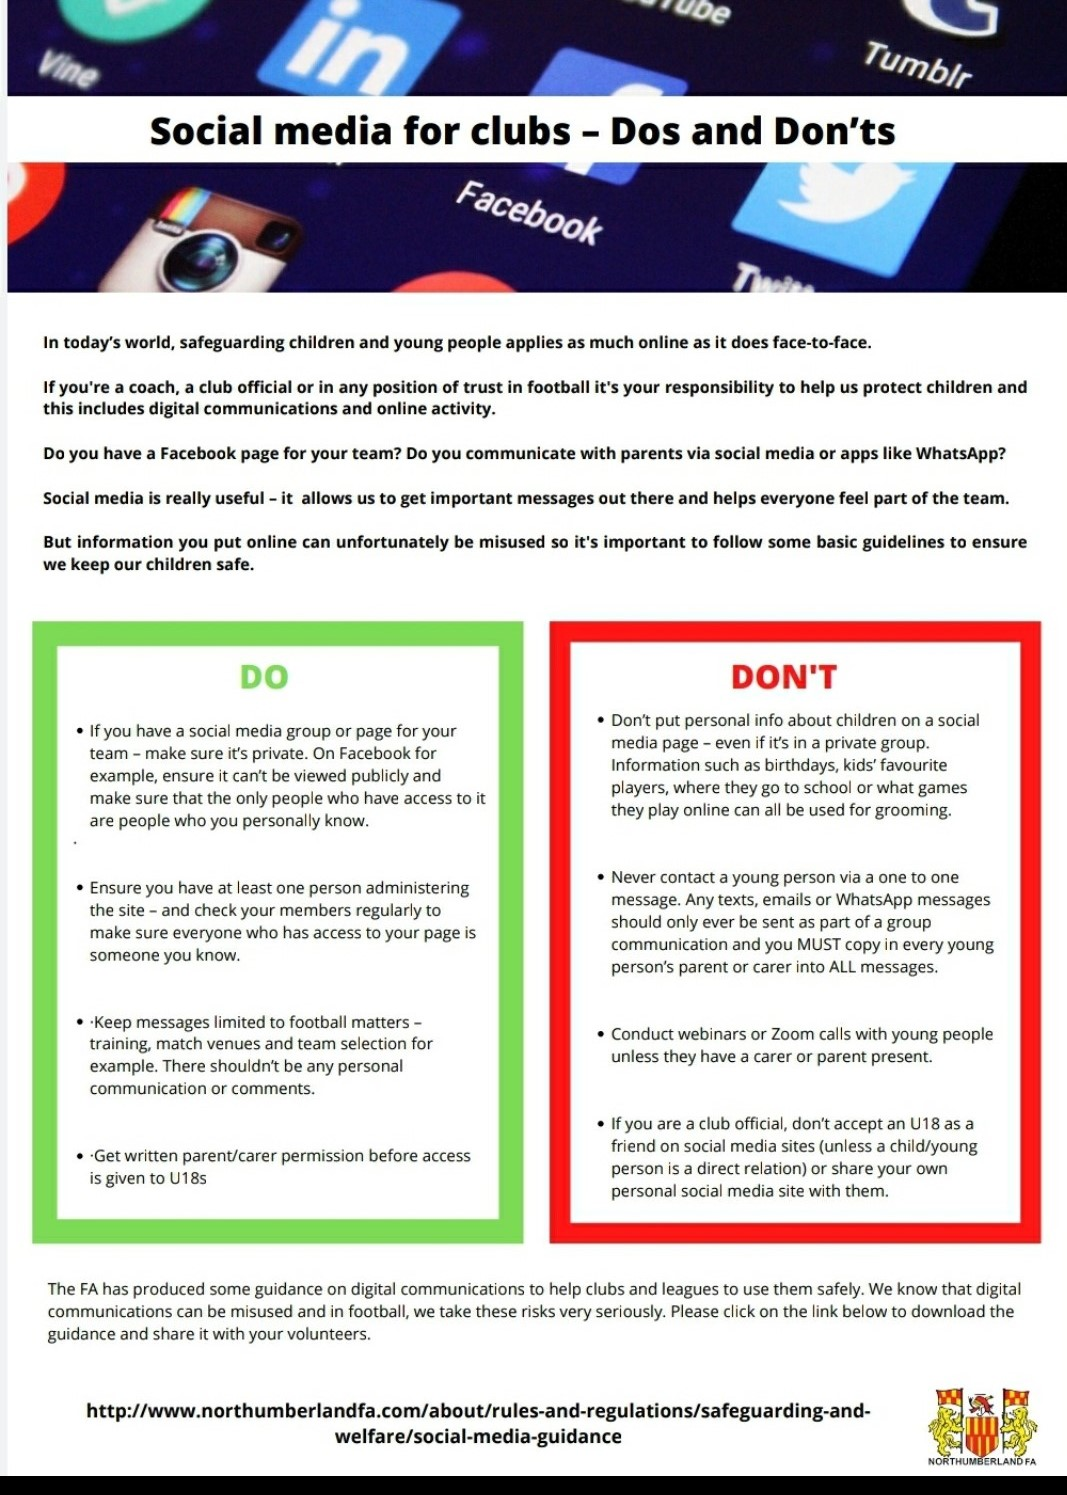 Vine
in
YouTube
Tumblr
Social media for clubs – Dos and Don'ts
Facebook
In today's world, safeguarding children and young people applies as much online as it does face-to-face.
If you're a coach, a club official or in any position of trust in football it's your responsibility to help us protect children and
this includes digital communications and online activity.
Do you have a Facebook page for your team? Do you communicate with parents via social media or apps like WhatsApp?
Social media is really useful – it  allows us to get important messages out there and helps everyone feel part of the team.
But information you put online can unfortunately be misused so it's important to follow some basic guidelines to ensure
we keep our children safe.
DO
• If you have a social media group or page for your
team – make sure it's private. On Facebook for
example, ensure it can't be viewed publicly and
make sure that the only people who have access to it
are people who you personally know.
.
• Ensure you have at least one person administering
the site – and check your members regularly to
make sure everyone who has access to your page is
someone you know.
• ·Keep messages limited to football matters –
training, match venues and team selection for
example. There shouldn't be any personal
communication or comments.
• ·Get written parent/carer permission before access
is given to U18s
DON'T
• Don't put personal info about children on a social
media page – even if it's in a private group.
Information such as birthdays, kids' favourite
players, where they go to school or what games
they play online can all be used for grooming.
• Never contact a young person via a one to one
message. Any texts, emails or WhatsApp messages
should only ever be sent as part of a group
communication and you MUST copy in every young
person's parent or carer into ALL messages.
• Conduct webinars or Zoom calls with young people
unless they have a carer or parent present.
• If you are a club official, don't accept an U18 as a
friend on social media sites (unless a child/young
person is a direct relation) or share your own
personal social media site with them.
The FA has produced some guidance on digital communications to help clubs and leagues to use them safely. We know that digital
communications can be misused and in football, we take these risks very seriously. Please click on the link below to download the
guidance and share it with your volunteers.
http://www.northumberlandfa.com/about/rules-and-regulations/safeguarding-and-
welfare/social-media-guidance
NORTHUMBERLAND FA